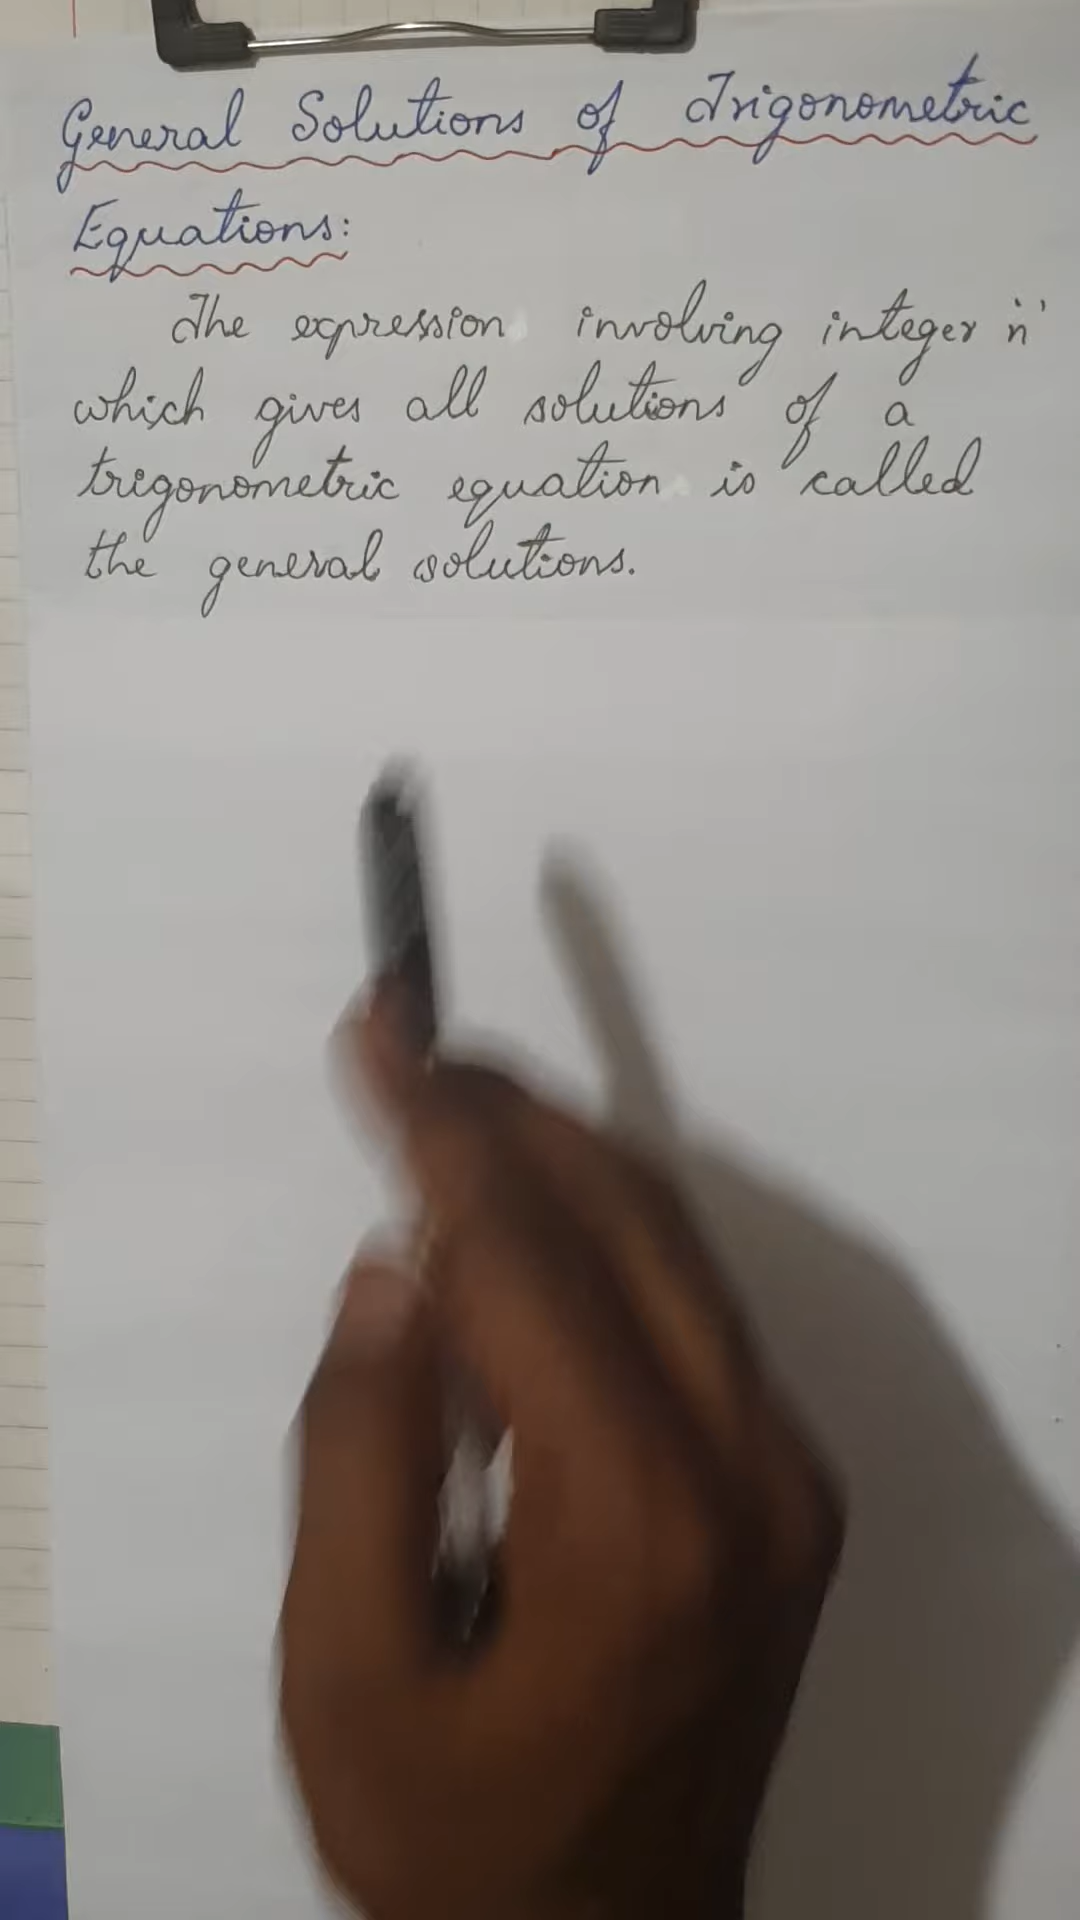 General Solutions of Trigonometric
Equations:
The expression involving integer 'n'
which gives all solutions of a
trigonometric equation is called
the general solutions.